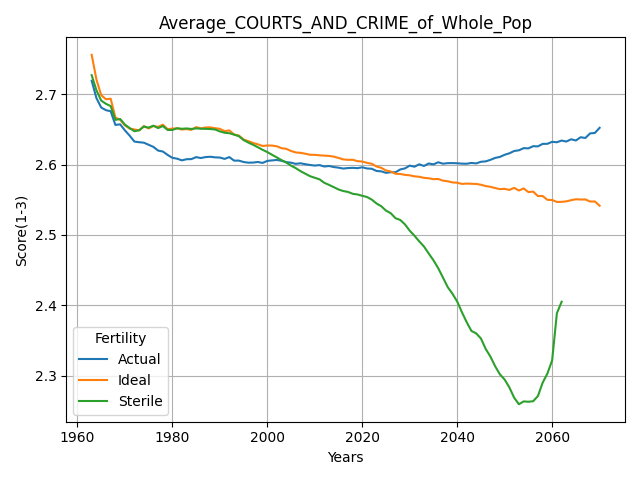 Average_COURTS_AND_CRIME_of_Whole_Pop
Score(1-3)
2.7
2.6
2.5
2.4
2.3
Fertility
Actual
Ideal
Sterile
1960 1980 2000 2020 2040 2060
Years